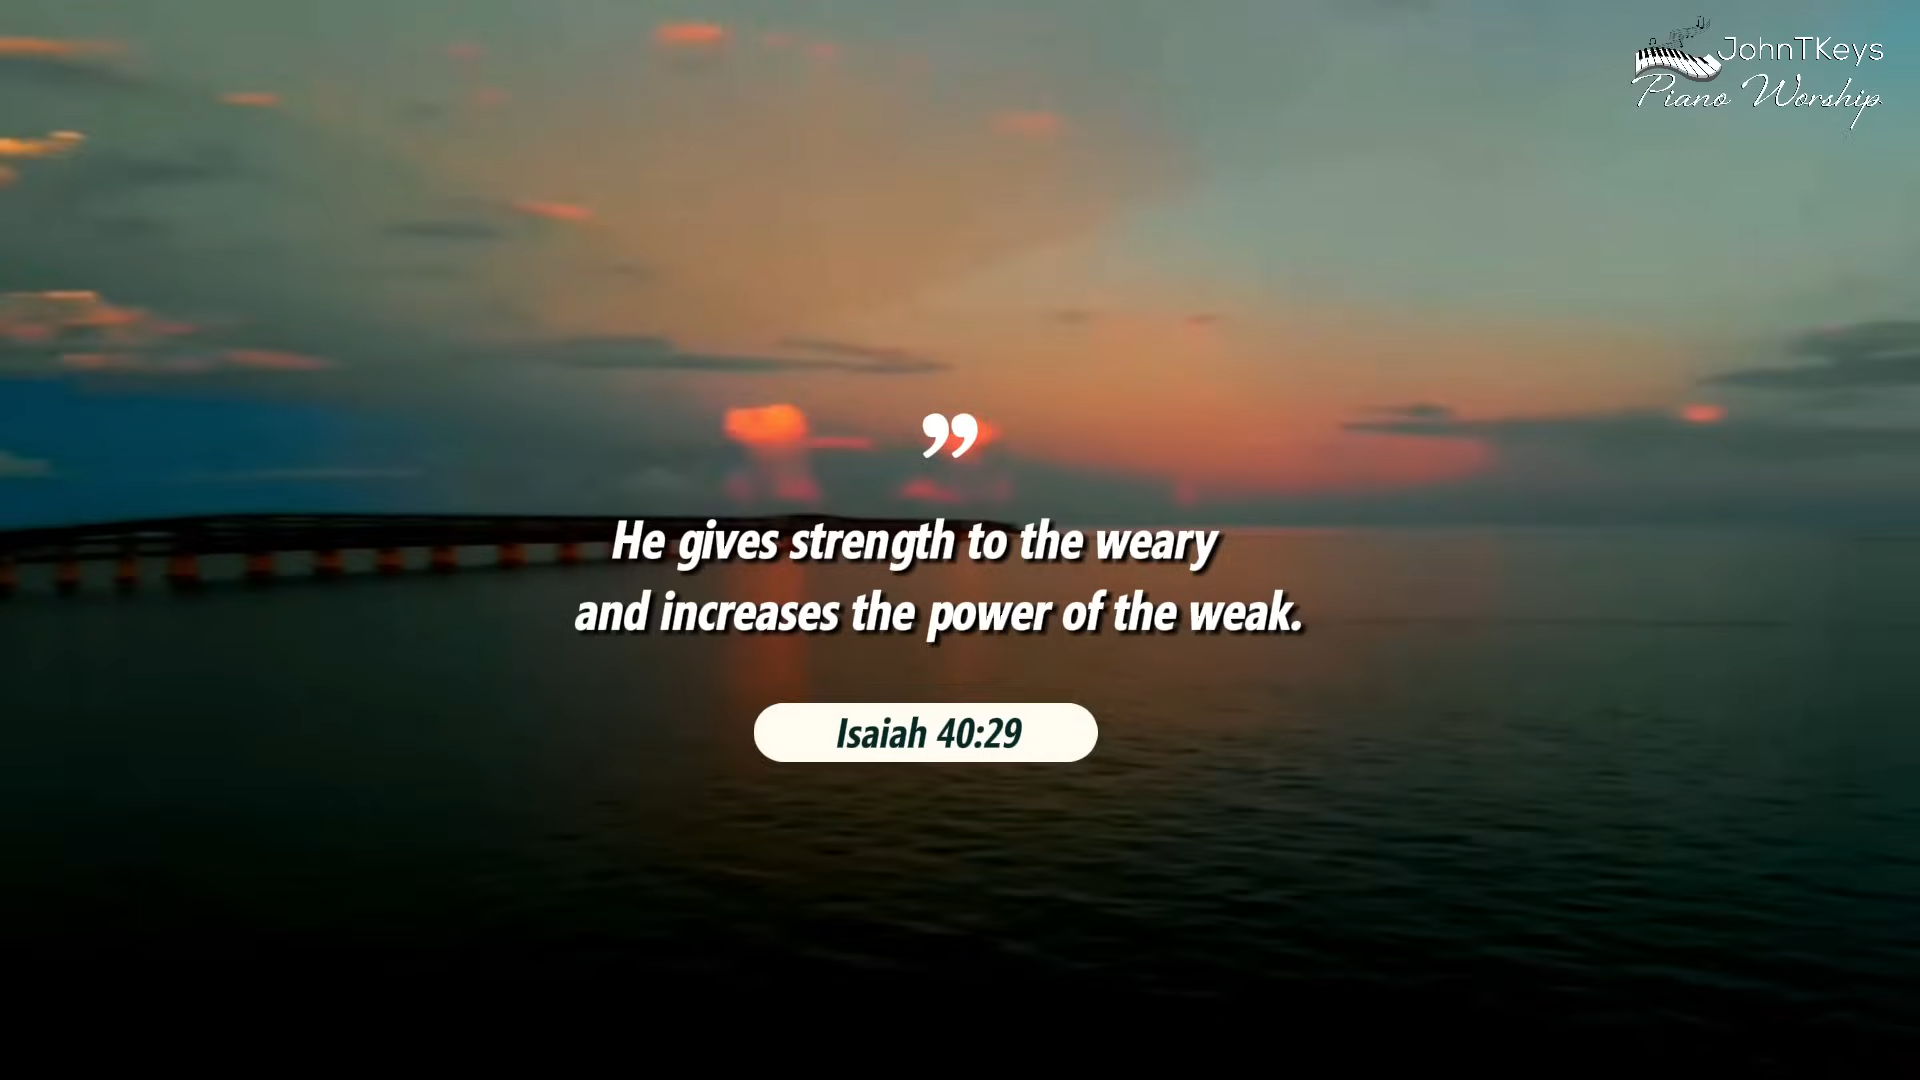 JohnTKeys
Piano Worship
”
He gives strength to the weary
and increases the power of the weak.
Isaiah 40:29